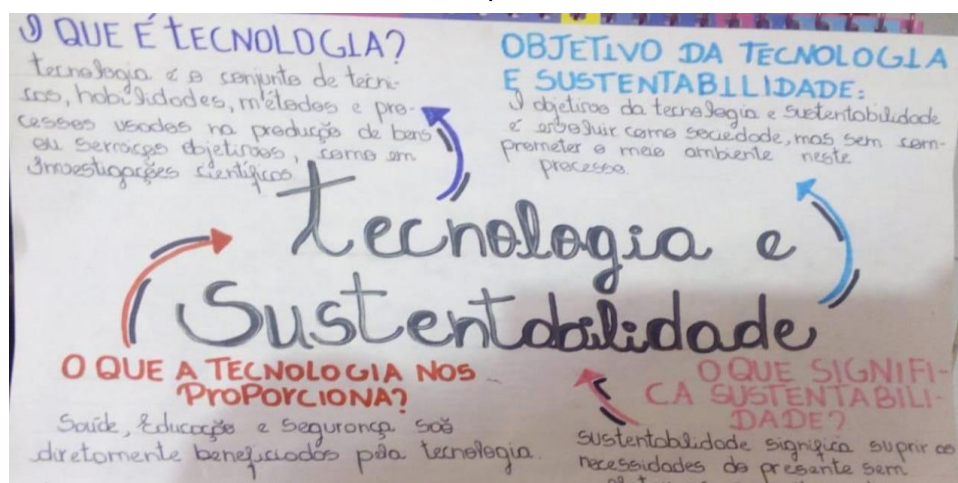 O QUE É TECNOLOGIA?
tecnologia é o conjunto de técni-
cas, habilidades, métodos e pro-
cessos usados na produção de bens
ou serviços objetivos, como em
investigações científicas.
OBJETIVO DA TECNOLOGIA
E SUSTENTABILIDADE:
O objetivo da tecnologia e sustentabilidade
é evoluir como sociedade, mas sem com-
prometer o meio ambiente neste
processo.
Tecnologia e
Sustentabilidade
O QUE A TECNOLOGIA NOS
PROPORCIONA?
Saúde, Educação e Segurança são
diretamente beneficiados pela tecnologia.
O QUE SIGNIFI-
CA SUSTENTABILI-
DADE?
sustentabilidade significa suprir as
necessidades do presente sem